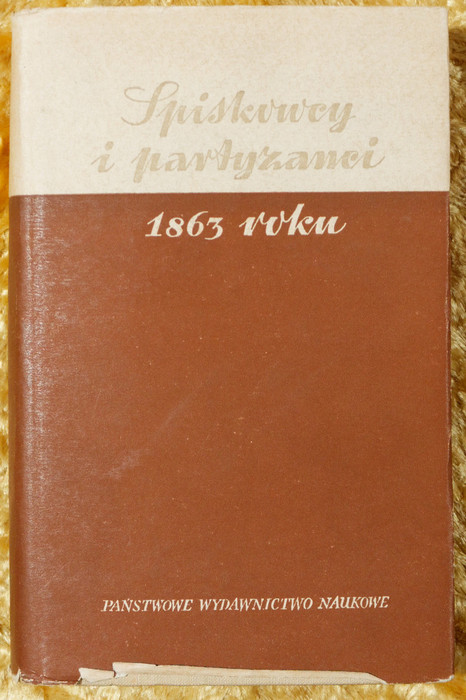 Spiskowcy
i partyzanci
1863 roku
PAŃSTWOWE WYDAWNICTWO NAUKOWE